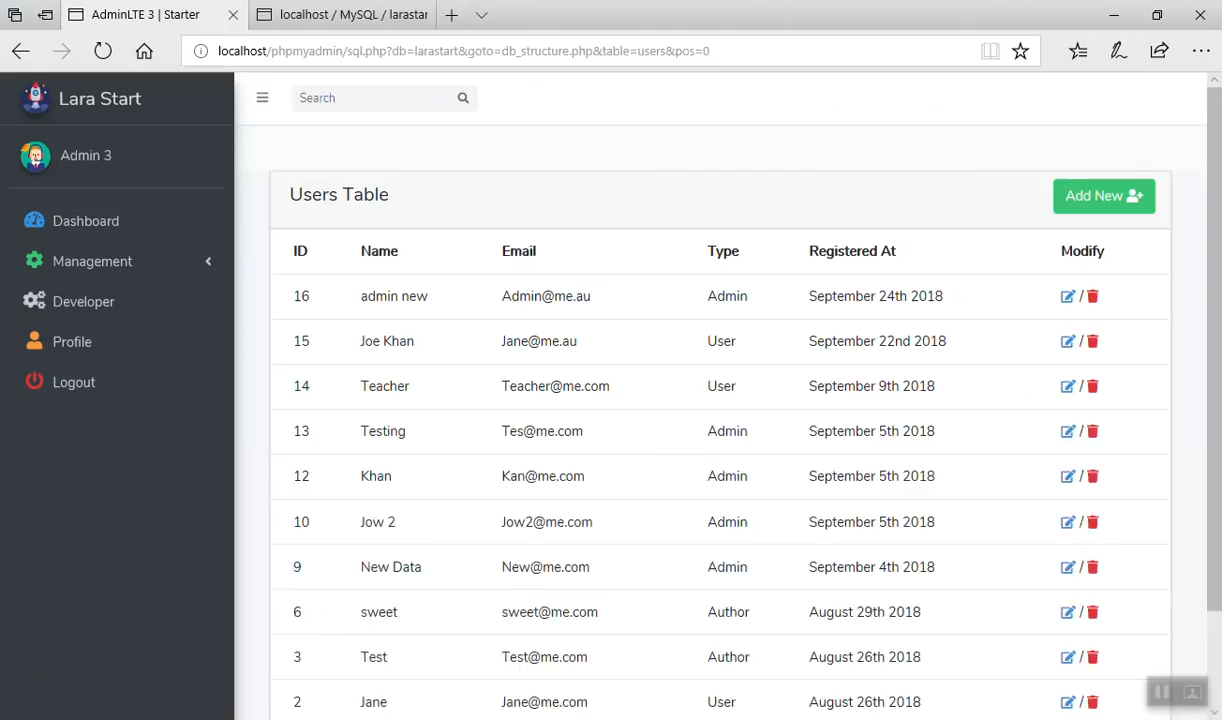 AdminLTE 3 | Starter
localhost / MySQL / larastar
localhost/phpmyadmin/sql.php?db=larastart&goto=db_structure.php&table=users&pos=0
Lara Start
Search
Admin 3
Users Table
Add New
Dashboard
Management
Developer
Profile
Logout
ID Name Email Type Registered At Modify
16 admin new Admin@me.au Admin September 24th 2018 /
15 Joe Khan Jane@me.au User September 22nd 2018 /
14 Teacher Teacher@me.com User September 9th 2018 /
13 Testing Tes@me.com Admin September 5th 2018 /
12 Khan Kan@me.com Admin September 5th 2018 /
10 Jow 2 Jow2@me.com Admin September 5th 2018 /
9 New Data New@me.com Admin September 4th 2018 /
6 sweet sweet@me.com Author August 29th 2018 /
3 Test Test@me.com Author August 26th 2018 /
2 Jane Jane@me.com User August 26th 2018 /